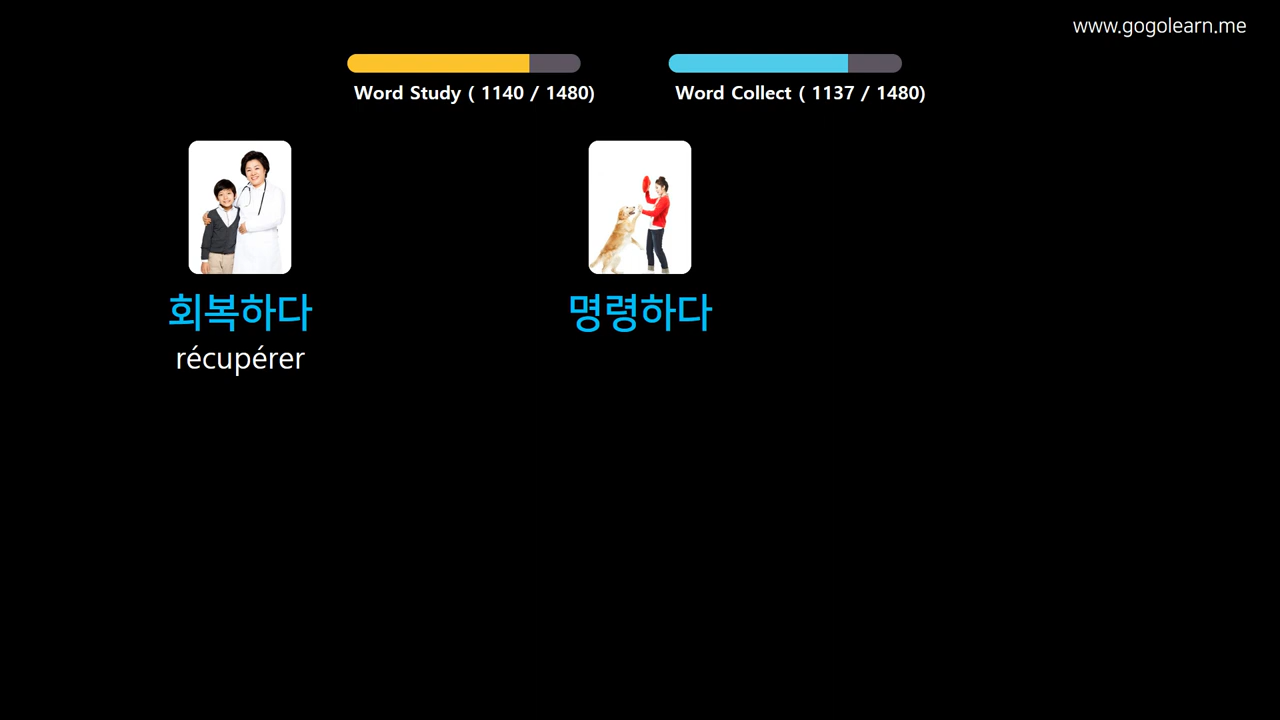 www.gogolearn.me
Word Study ( 1140 / 1480)
Word Collect ( 1137 / 1480)
회복하다
명령하다
récupérer